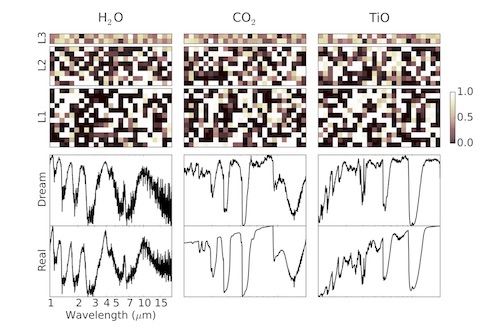 H₂O CO₂ TiO
L3
L2
L1
1.0
0.5
0.0
Dream
Real
1 2 3 4 5 7 10 15
Wavelength (μm)